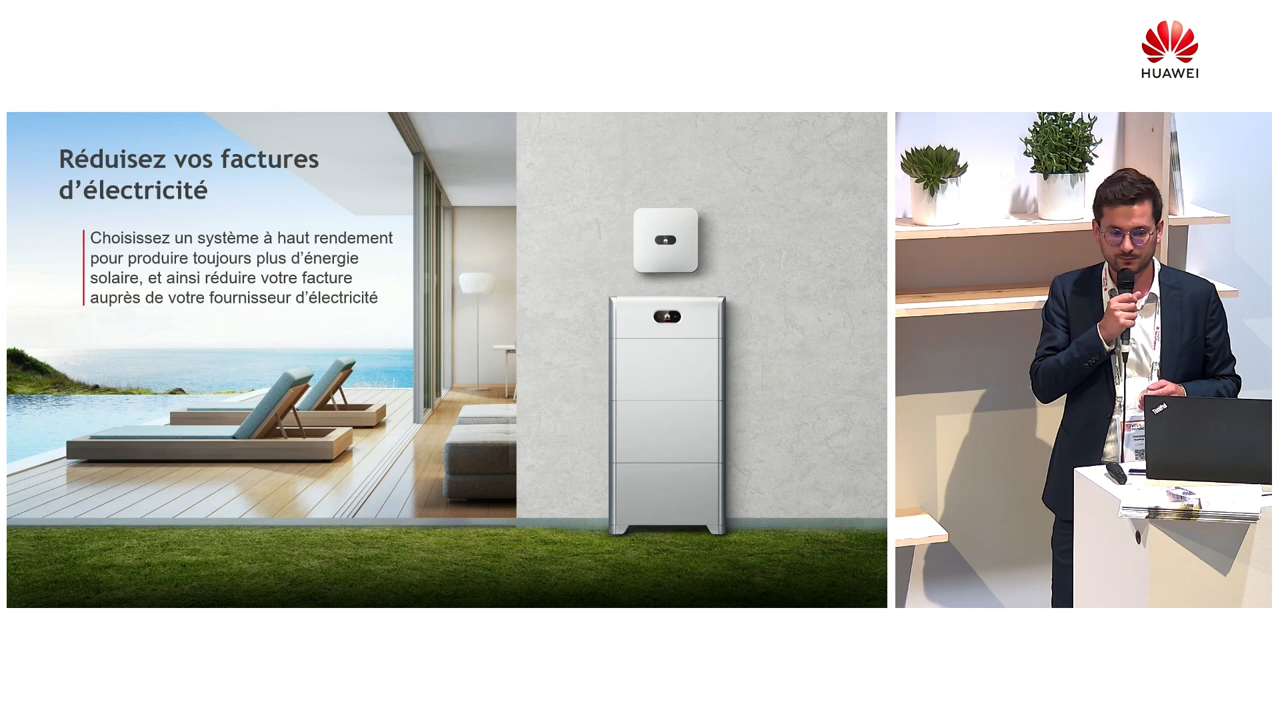 HUAWEI
Réduisez vos factures
d’électricité
Choisissez un système à haut rendement
pour produire toujours plus d’énergie
solaire, et ainsi réduire votre facture
auprès de votre fournisseur d’électricité
ThinkPad